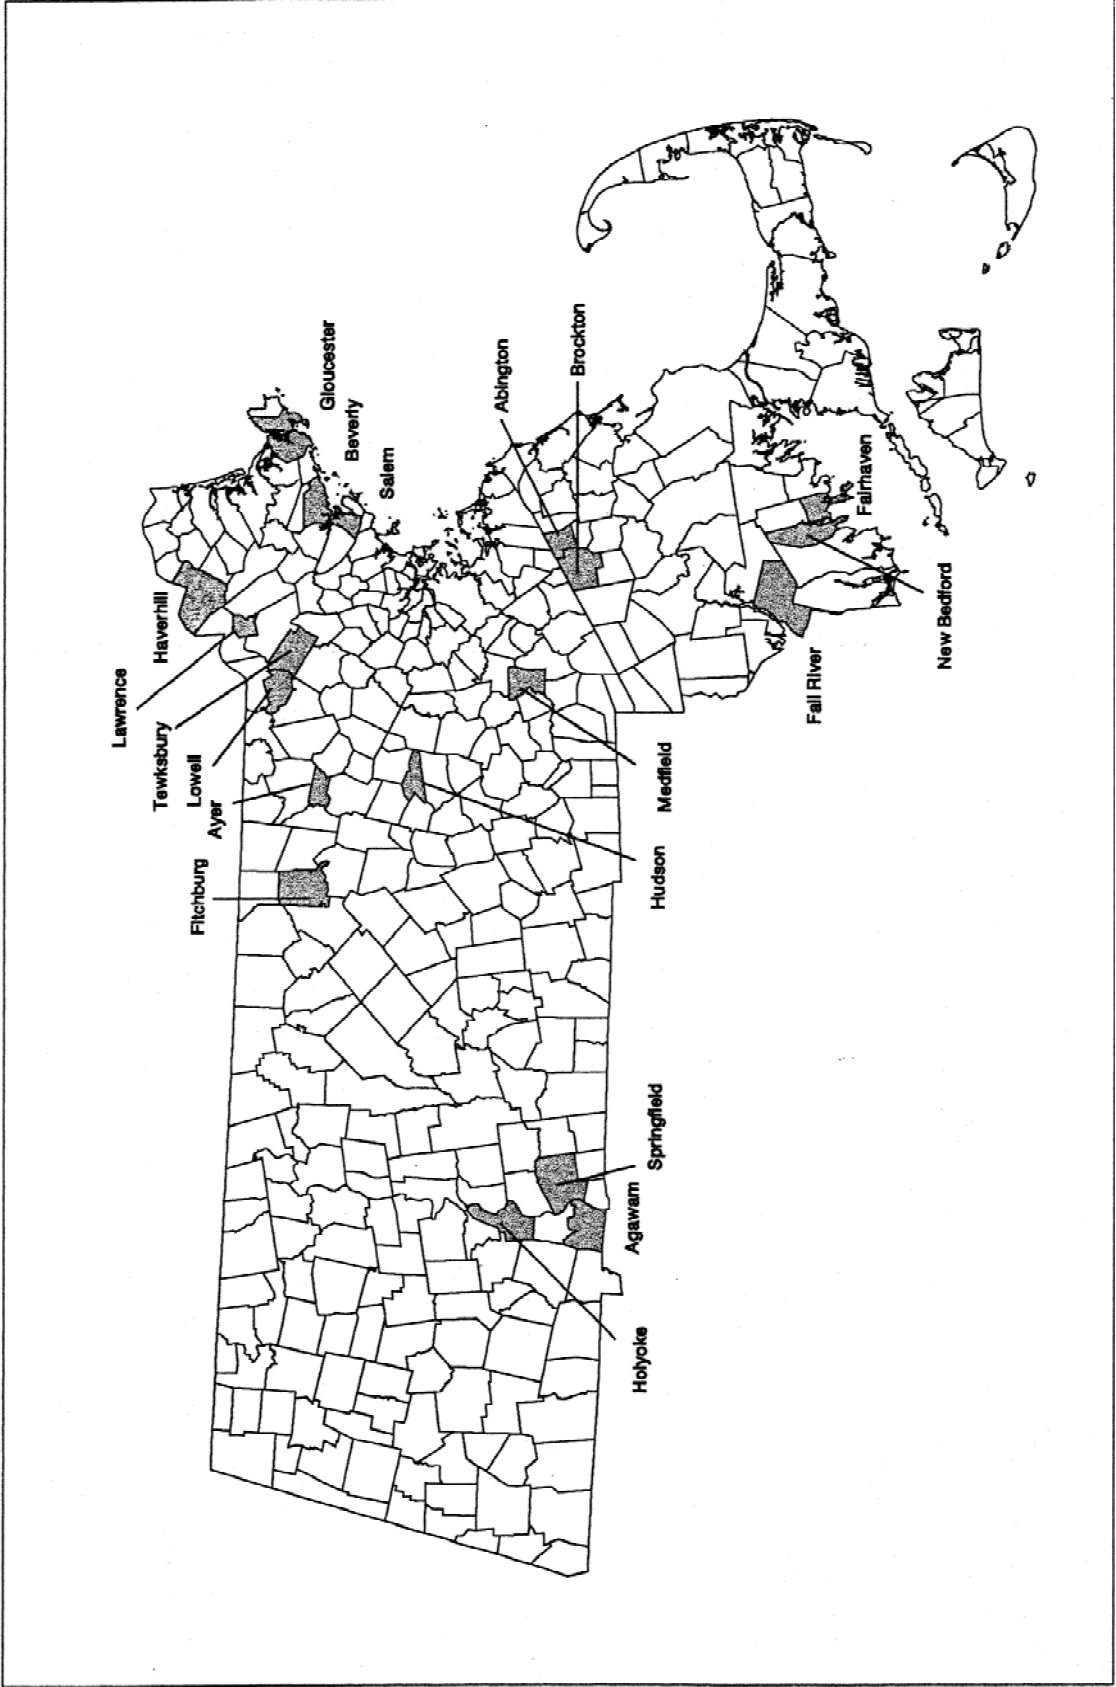 Lawrence
Haverhill
Tewksbury
Lowell
Ayer
Fitchburg
Gloucester
Beverly
Salem
Abington
Brockton
Medfield
Hudson
Springfield
Agawam
Holyoke
Fall River
New Bedford
Fairhaven